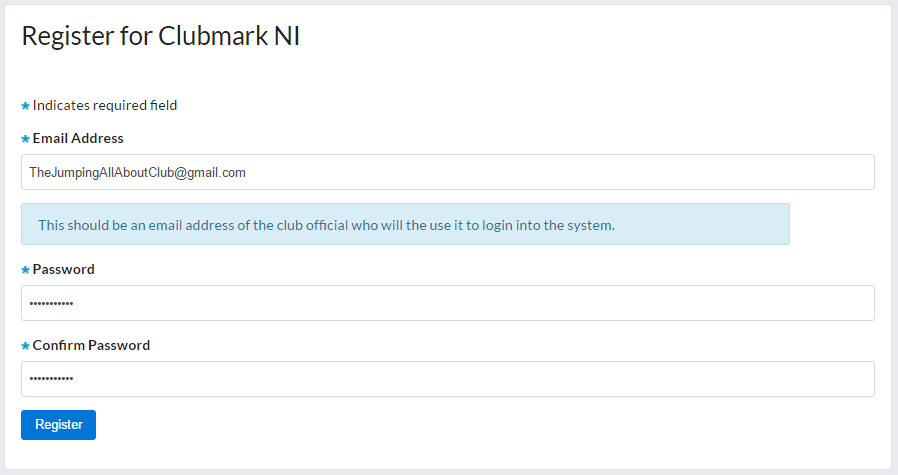 Register for Clubmark NI
* Indicates required field
* Email Address
TheJumpingAllAboutClub@gmail.com
This should be an email address of the club official who will the use it to login into the system.
* Password
•••••••••••
* Confirm Password
•••••••••••
Register